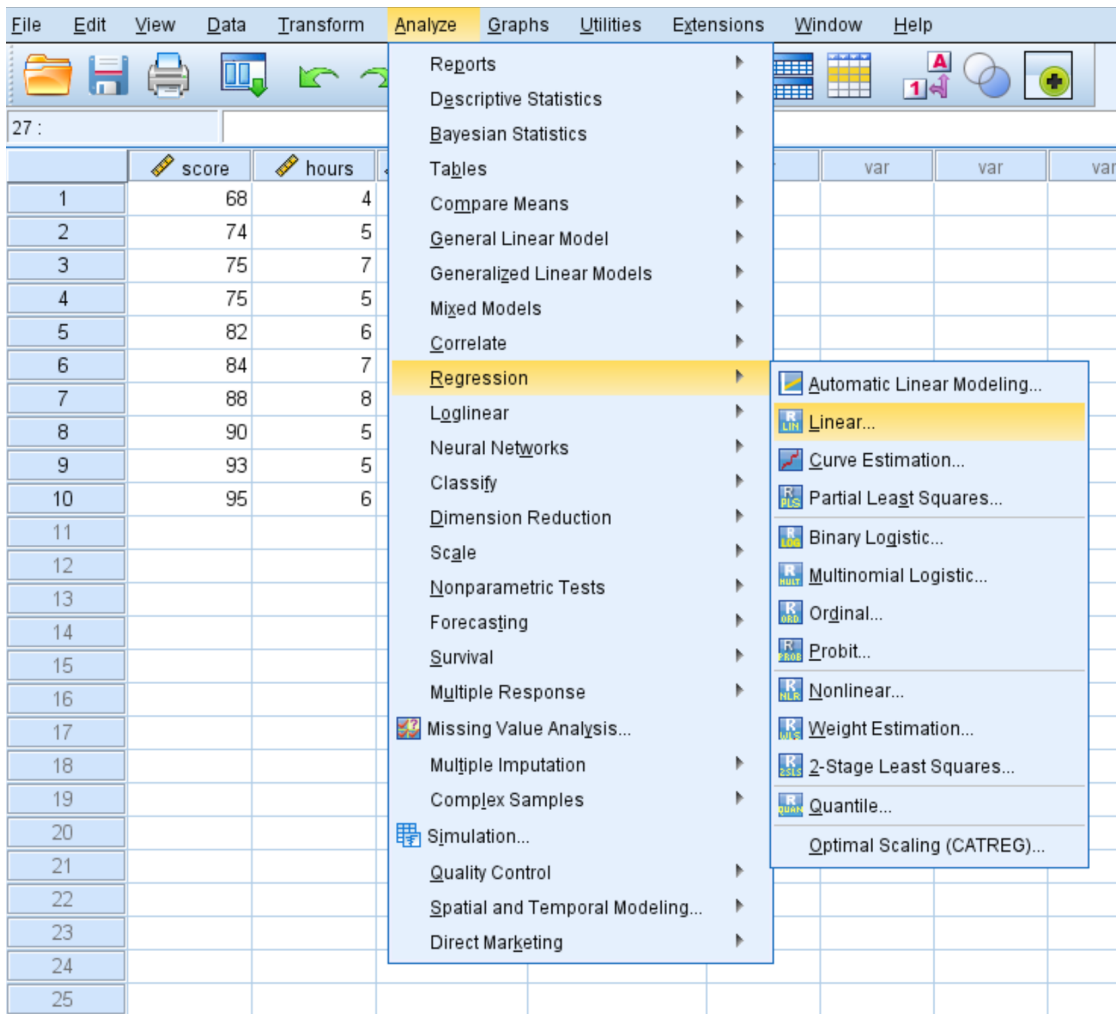 File Edit View Data Transform Analyze Graphs Utilities Extensions Window Help
27 :
score hours var var var
1 68 4
2 74 5
3 75 7
4 75 5
5 82 6
6 84 7
7 88 8
8 90 5
9 93 5
10 95 6
11
12
13
14
15
16
17
18
19
20
21
22
23
24
25
Reports
Descriptive Statistics
Bayesian Statistics
Tables
Compare Means
General Linear Model
Generalized Linear Models
Mixed Models
Correlate
Regression
Loglinear
Neural Networks
Classify
Dimension Reduction
Scale
Nonparametric Tests
Forecasting
Survival
Multiple Response
Missing Value Analysis...
Multiple Imputation
Complex Samples
Simulation...
Quality Control
Spatial and Temporal Modeling...
Direct Marketing
Automatic Linear Modeling...
Linear...
Curve Estimation...
Partial Least Squares...
Binary Logistic...
Multinomial Logistic...
Ordinal...
Probit...
Nonlinear...
Weight Estimation...
2-Stage Least Squares...
Quantile...
Optimal Scaling (CATREG)...